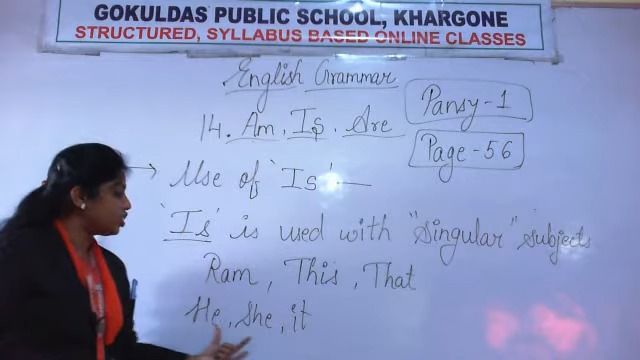 GOKULDAS PUBLIC SCHOOL, KHARGONE
STRUCTURED, SYLLABUS BASED ONLINE CLASSES
English Grammar
14. Am, Is, Are
Pansy-1
Page-56
→ Use of 'Is' —
'Is' is used with "singular" subjects
Ram, This, That
He, She, it